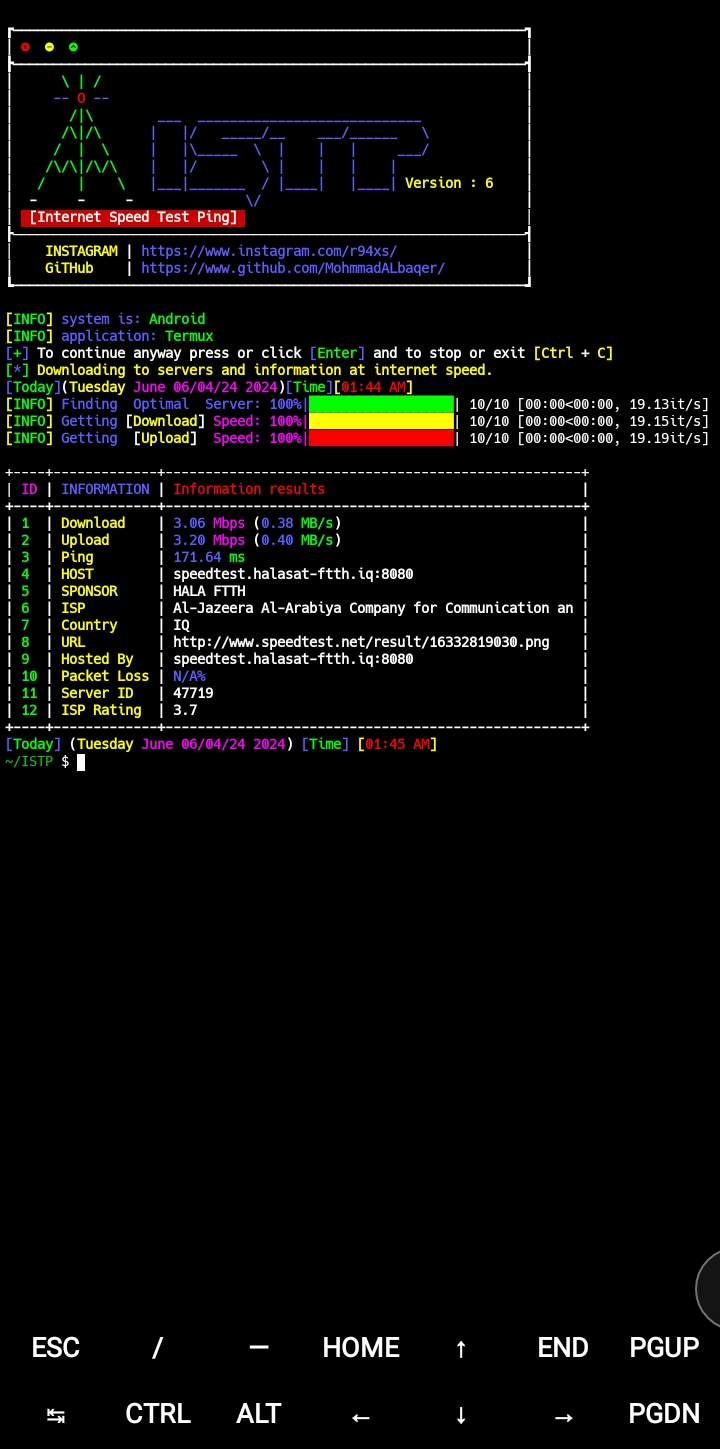 Version : 6
[Internet Speed Test Ping]
INSTAGRAM | https://www.instagram.com/r94xs/
GiTHub | https://www.github.com/MohmmadALbaqer/
[INFO] system is: Android
[INFO] application: Termux
[+] To continue anyway press or click [Enter] and to stop or exit [Ctrl + C]
[*] Downloading to servers and information at internet speed.
[Today](Tuesday June 06/04/24 2024)[Time][01:44 AM]
[INFO] Finding  Optimal  Server: 100%| | 10/10 [00:00<00:00, 19.13it/s]
[INFO] Getting [Download] Speed: 100%| | 10/10 [00:00<00:00, 19.15it/s]
[INFO] Getting  [Upload]  Speed: 100%| | 10/10 [00:00<00:00, 19.19it/s]
| ID | INFORMATION | Information results |
| 1 | Download | 3.06 Mbps (0.38 MB/s) |
| 2 | Upload | 3.20 Mbps (0.40 MB/s) |
| 3 | Ping | 171.64 ms |
| 4 | HOST | speedtest.halasat-ftth.iq:8080 |
| 5 | SPONSOR | HALA FTTH |
| 6 | ISP | Al-Jazeera Al-Arabiya Company for Communication an |
| 7 | Country | IQ |
| 8 | URL | http://www.speedtest.net/result/16332819030.png |
| 9 | Hosted By | speedtest.halasat-ftth.iq:8080 |
| 10 | Packet Loss | N/A% |
| 11 | Server ID | 47719 |
| 12 | ISP Rating | 3.7 |
[Today] (Tuesday June 06/04/24 2024) [Time] [01:45 AM]
~/ISTP $
ESC / — HOME ↑ END PGUP
↹ CTRL ALT ← ↓ → PGDN